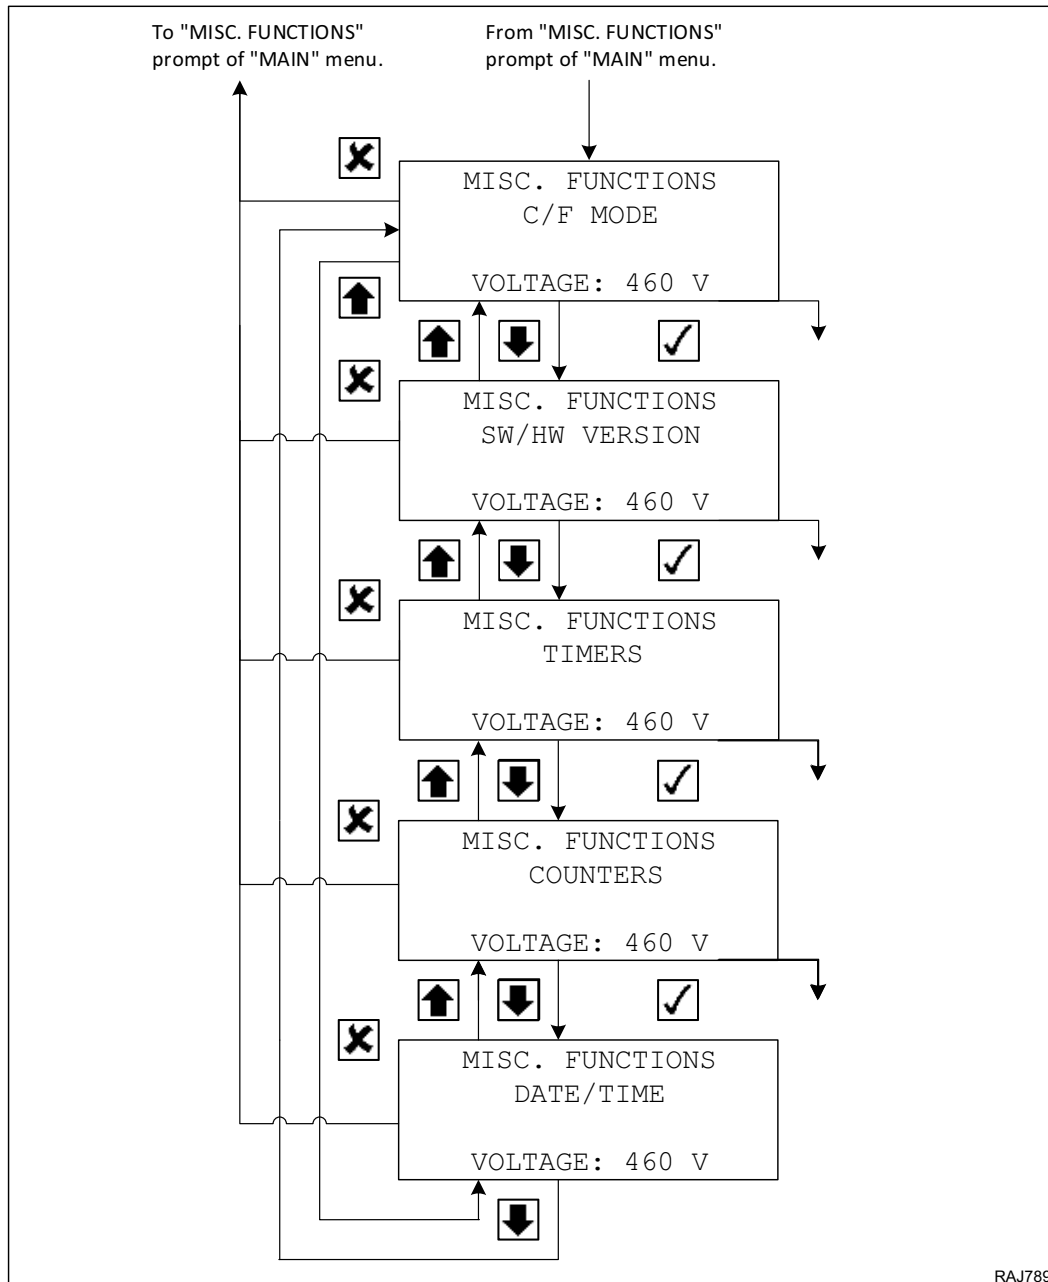 To "MISC. FUNCTIONS"
prompt of "MAIN" menu.
From "MISC. FUNCTIONS"
prompt of "MAIN" menu.
MISC. FUNCTIONS
C/F MODE
VOLTAGE: 460 V
MISC. FUNCTIONS
SW/HW VERSION
VOLTAGE: 460 V
MISC. FUNCTIONS
TIMERS
VOLTAGE: 460 V
MISC. FUNCTIONS
COUNTERS
VOLTAGE: 460 V
MISC. FUNCTIONS
DATE/TIME
VOLTAGE: 460 V
RAJ789